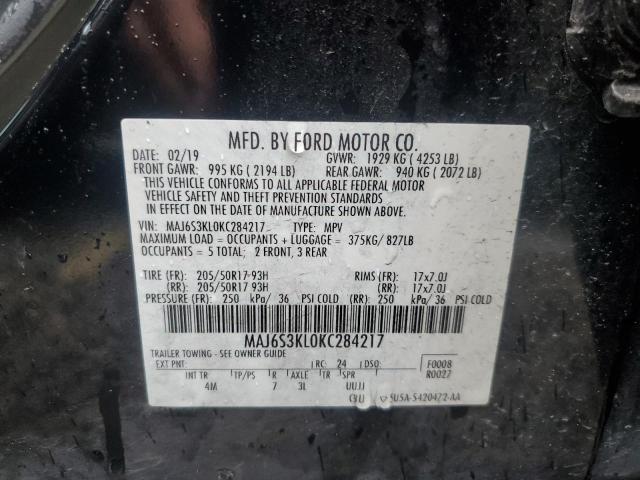 MFD. BY FORD MOTOR CO.
DATE: 02/19 GVWR: 1929 KG ( 4253 LB)
FRONT GAWR: 995 KG ( 2194 LB) REAR GAWR: 940 KG ( 2072 LB)
THIS VEHICLE CONFORMS TO ALL APPLICABLE FEDERAL MOTOR
VEHICLE SAFETY AND THEFT PREVENTION STANDARDS
IN EFFECT ON THE DATE OF MANUFACTURE SHOWN ABOVE.
VIN: MAJ6S3KL0KC284217 TYPE: MPV
MAXIMUM LOAD = OCCUPANTS + LUGGAGE = 375KG/ 827LB
OCCUPANTS = 5 TOTAL; 2 FRONT, 3 REAR
TIRE (FR): 205/50R17 93H RIMS (FR): 17x7.0J
(RR): 205/50R17 93H (RR): 17x7.0J
PRESSURE (FR): 250 kPa/ 36 PSI COLD (RR): 250 kPa/ 36 PSI COLD
MAJ6S3KL0KC284217
TRAILER TOWING - SEE OWNER GUIDE
EXT PNT: RC: 24 DSO: F0008
INT TR TP/PS R AXLE TR SPR R0027
4M 7 3L UUJJ
5U5A-S420472-AA